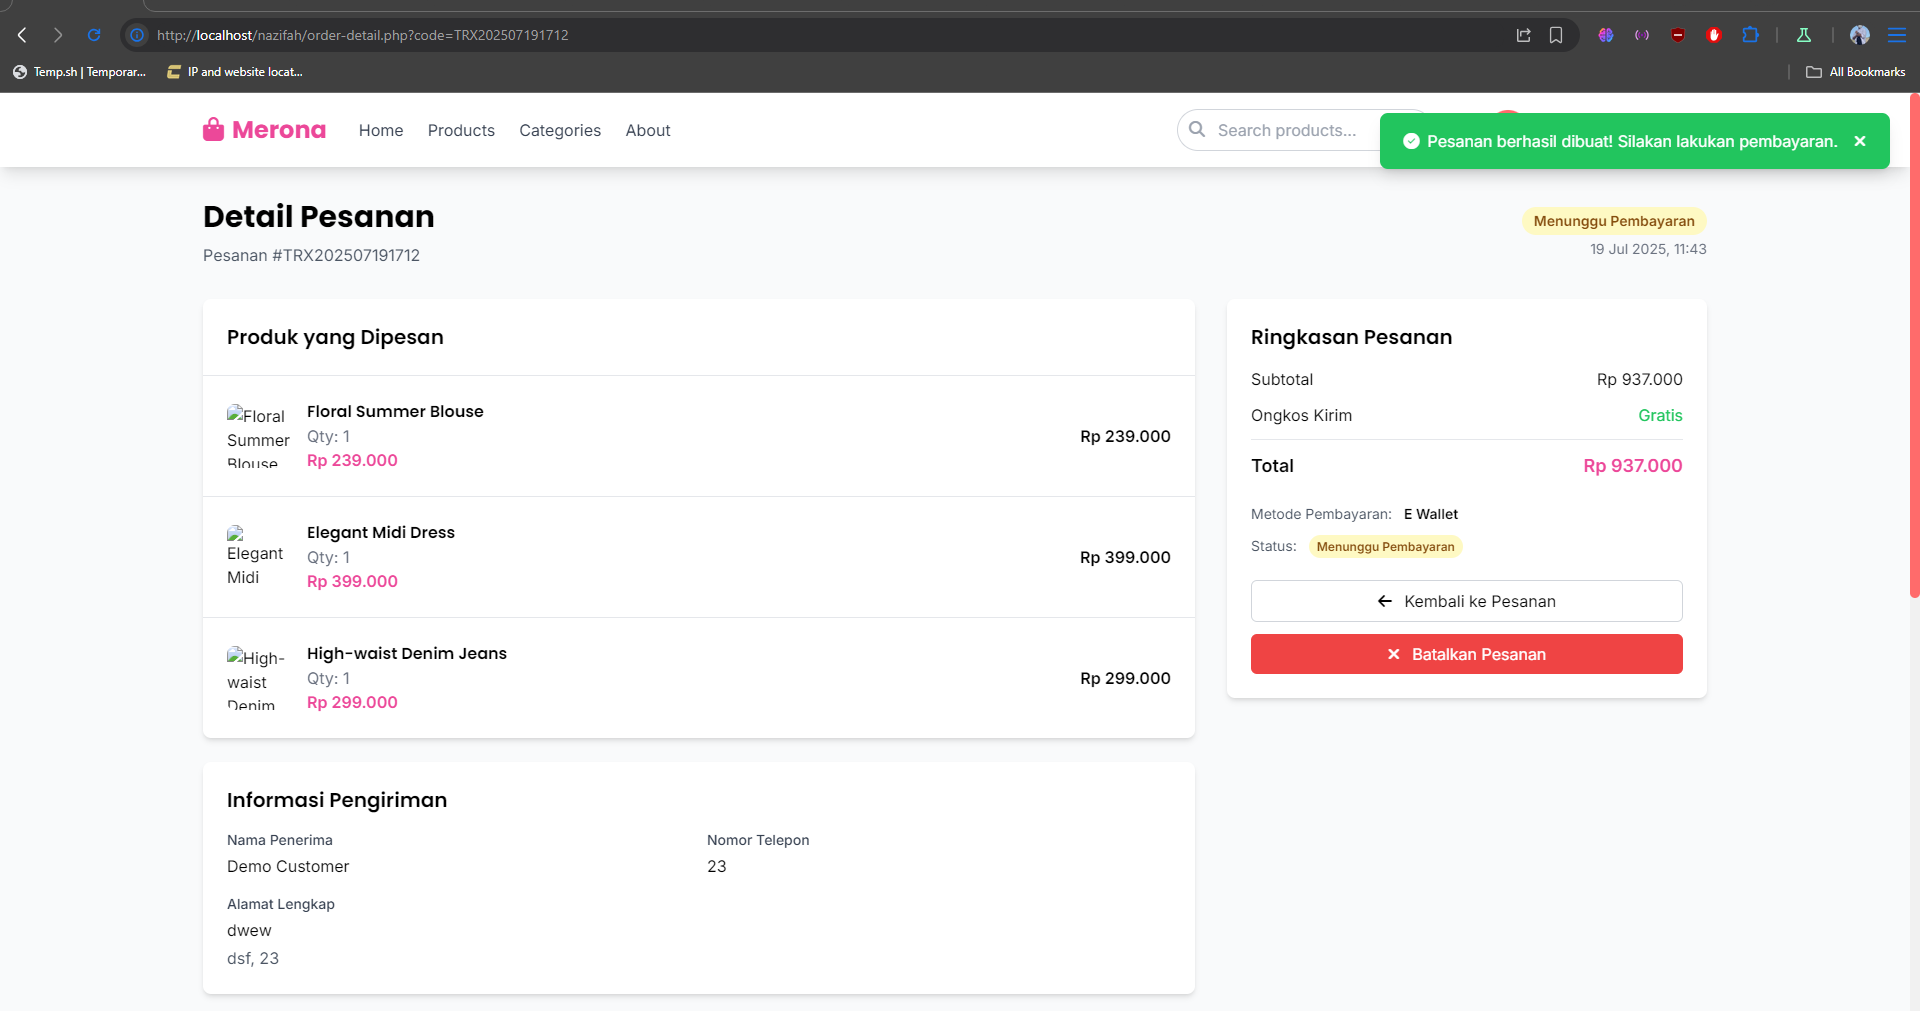 http://localhost/nazifah/order-detail.php?code=TRX202507191712
Temp.sh | Temporar...
IP and website locat...
All Bookmarks
Merona
Home
Products
Categories
About
Search products...
Pesanan berhasil dibuat! Silakan lakukan pembayaran.
Detail Pesanan
Pesanan #TRX202507191712
Menunggu Pembayaran
19 Jul 2025, 11:43
Produk yang Dipesan
Floral
Summer
Blouse
Floral Summer Blouse
Qty: 1
Rp 239.000
Rp 239.000
Elegant
Midi
Elegant Midi Dress
Qty: 1
Rp 399.000
Rp 399.000
High-
waist
Denim
High-waist Denim Jeans
Qty: 1
Rp 299.000
Rp 299.000
Ringkasan Pesanan
Subtotal Rp 937.000
Ongkos Kirim Gratis
Total Rp 937.000
Metode Pembayaran: E Wallet
Status: Menunggu Pembayaran
Kembali ke Pesanan
Batalkan Pesanan
Informasi Pengiriman
Nama Penerima
Demo Customer
Nomor Telepon
23
Alamat Lengkap
dwew
dsf, 23